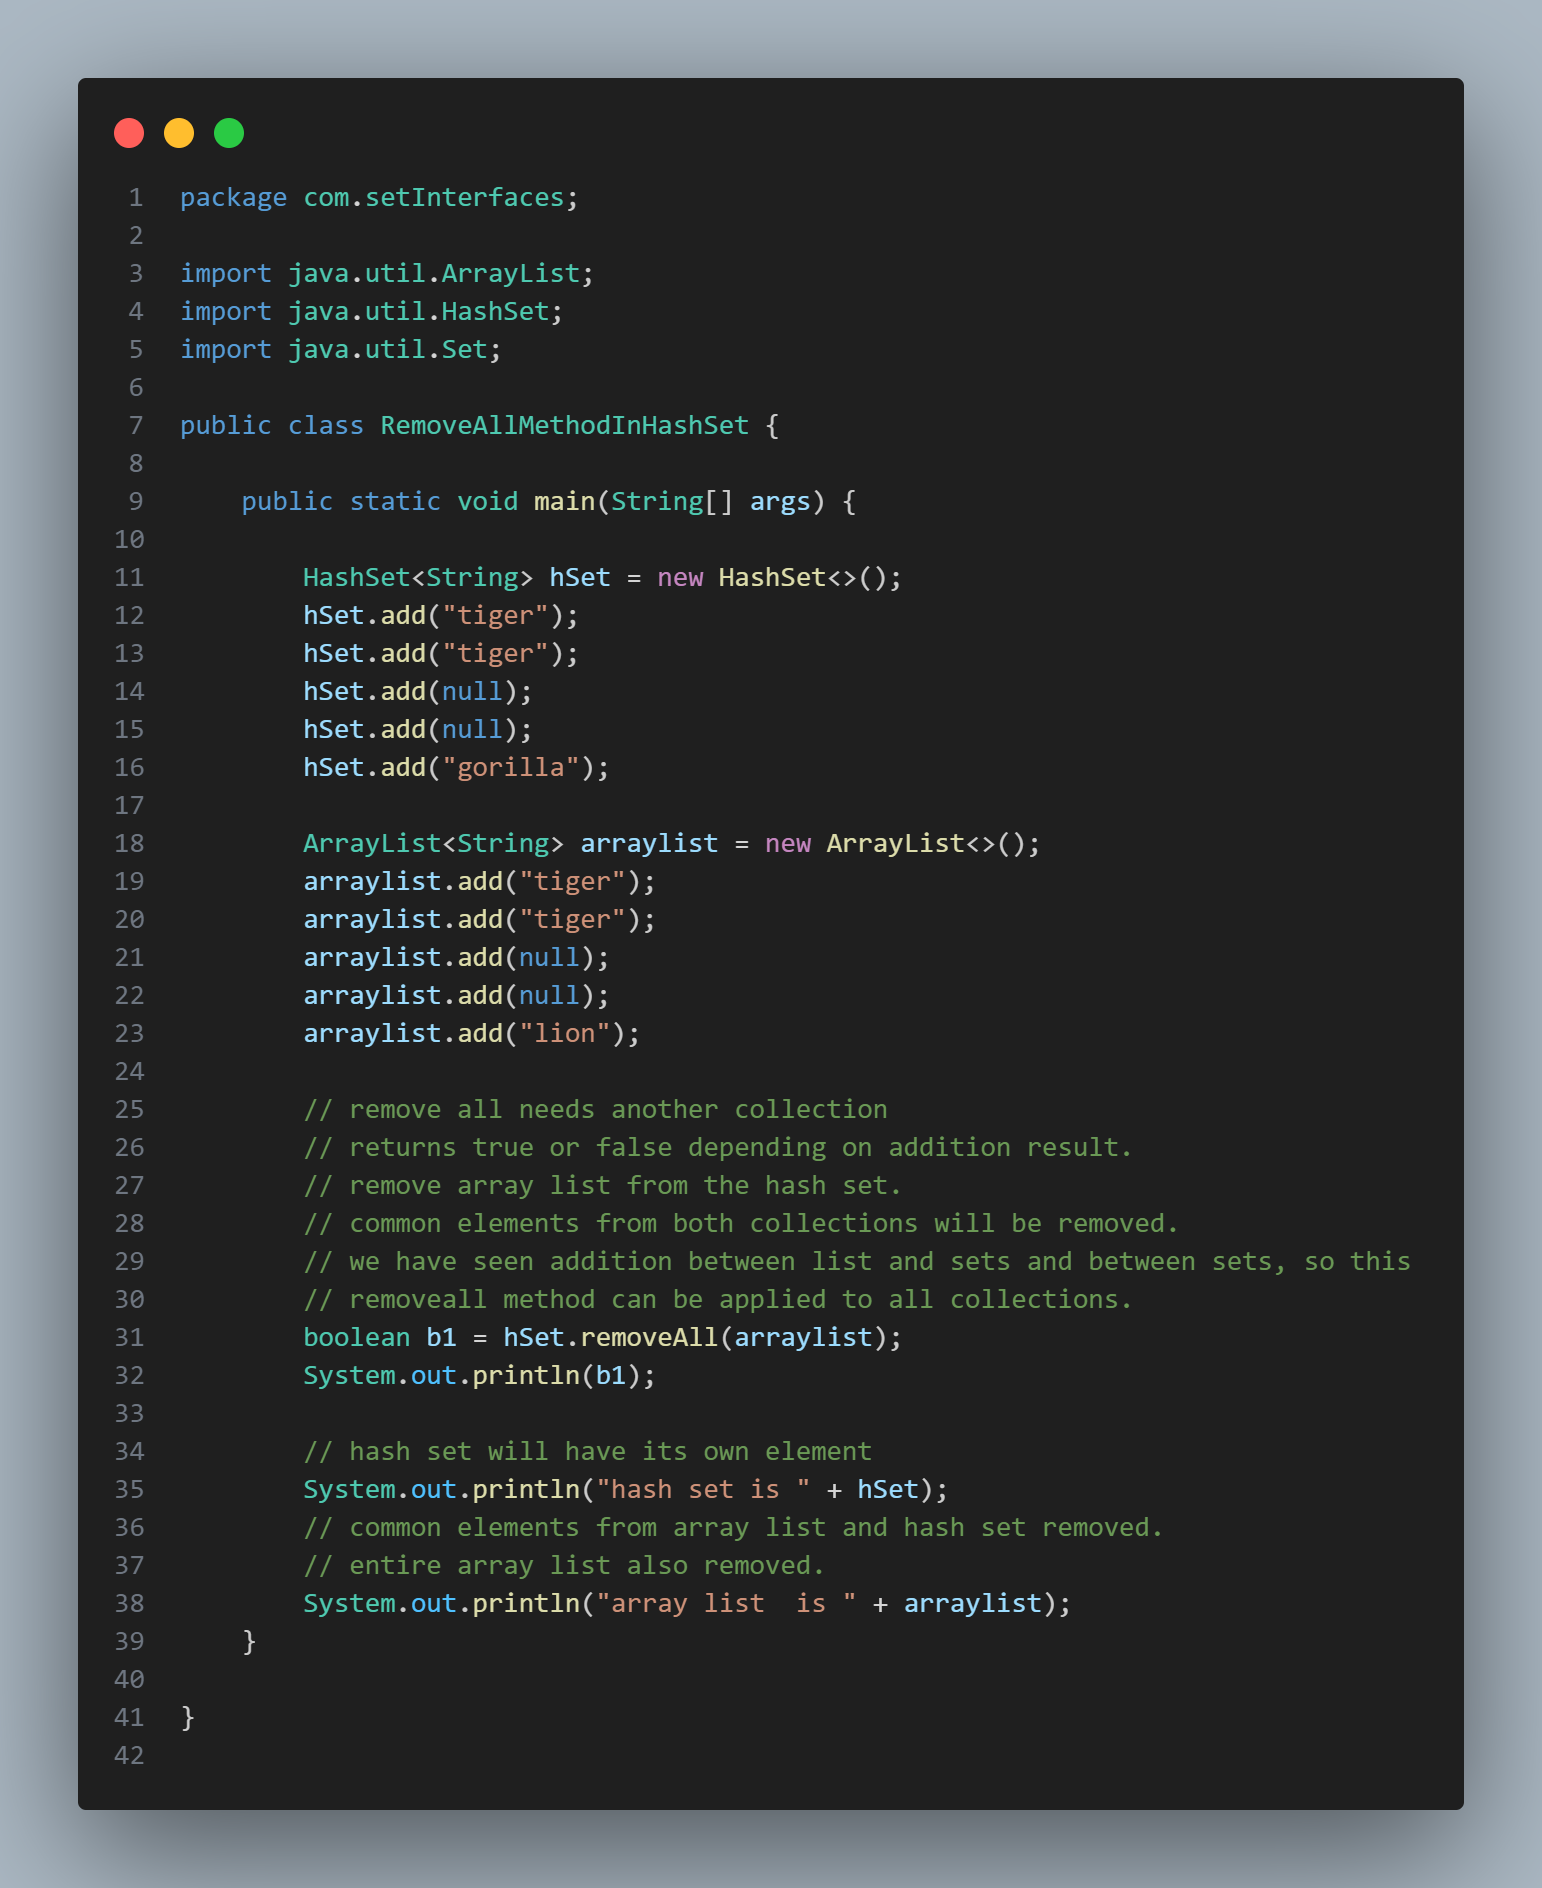 1 package com.setInterfaces;
2
3 import java.util.ArrayList;
4 import java.util.HashSet;
5 import java.util.Set;
6
7 public class RemoveAllMethodInHashSet {
8
9     public static void main(String[] args) {
10
11         HashSet<String> hSet = new HashSet<>();
12         hSet.add("tiger");
13         hSet.add("tiger");
14         hSet.add(null);
15         hSet.add(null);
16         hSet.add("gorilla");
17
18         ArrayList<String> arraylist = new ArrayList<>();
19         arraylist.add("tiger");
20         arraylist.add("tiger");
21         arraylist.add(null);
22         arraylist.add(null);
23         arraylist.add("lion");
24
25         // remove all needs another collection
26         // returns true or false depending on addition result.
27         // remove array list from the hash set.
28         // common elements from both collections will be removed.
29         // we have seen addition between list and sets and between sets, so this
30         // removeall method can be applied to all collections.
31         boolean b1 = hSet.removeAll(arraylist);
32         System.out.println(b1);
33
34         // hash set will have its own element
35         System.out.println("hash set is " + hSet);
36         // common elements from array list and hash set removed.
37         // entire array list also removed.
38         System.out.println("array list  is " + arraylist);
39     }
40
41 }
42